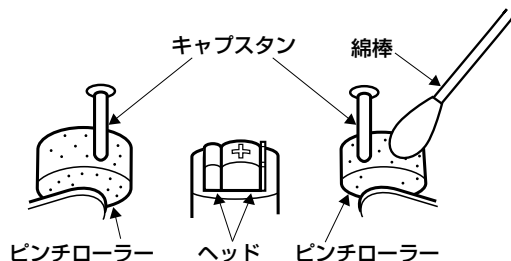 キャプスタン
綿棒
ピンチローラー
ヘッド
ピンチローラー